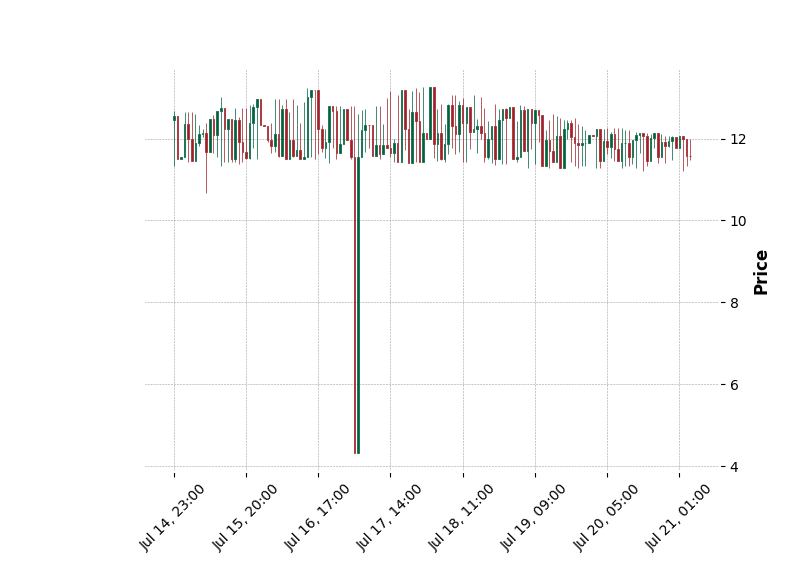 12
10
8
6
4
Price
Jul 14, 23:00
Jul 15, 20:00
Jul 16, 17:00
Jul 17, 14:00
Jul 18, 11:00
Jul 19, 09:00
Jul 20, 05:00
Jul 21, 01:00